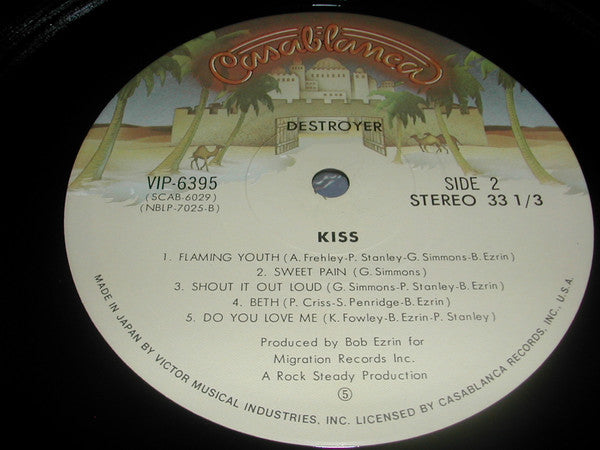 Casablanca
DESTROYER
VIP-6395
(SCAB-6029)
(NBLP-7025-B)
SIDE 2
STEREO 33 1/3
KISS
1. FLAMING YOUTH (A. Frehley-P. Stanley-G. Simmons-B. Ezrin)
2. SWEET PAIN (G. Simmons)
3. SHOUT IT OUT LOUD (G. Simmons-P. Stanley-B. Ezrin)
4. BETH (P. Criss-S. Penridge-B. Ezrin)
5. DO YOU LOVE ME (K. Fowley-B. Ezrin-P. Stanley)
Produced by Bob Ezrin for
Migration Records Inc.
A Rock Steady Production
⑤
MADE IN JAPAN BY VICTOR MUSICAL INDUSTRIES, INC. LICENSED BY CASABLANCA RECORDS, INC., U.S.A.